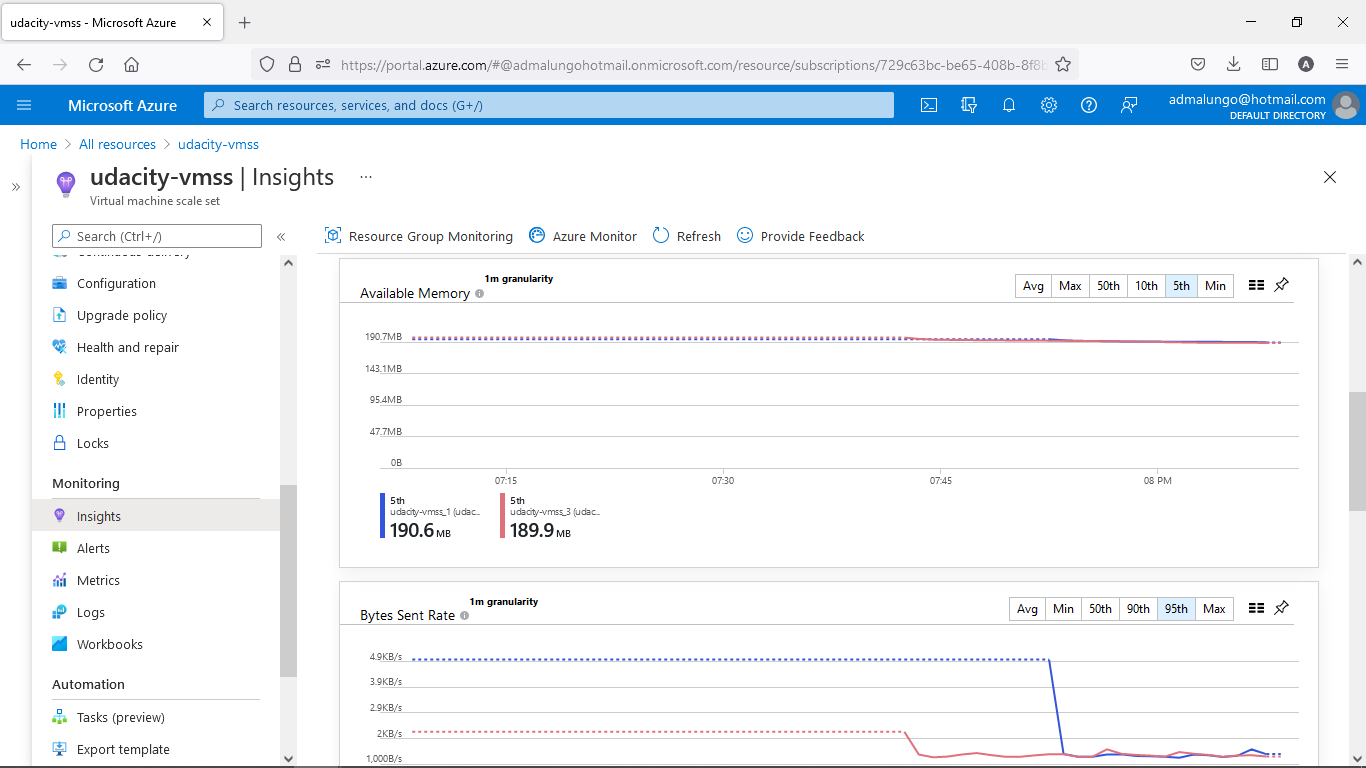 udacity-vmss - Microsoft Azure
https://portal.azure.com/#@admalungohotmail.onmicrosoft.com/resource/subscriptions/729c63bc-be65-408b-8f8b
A
Microsoft Azure
Search resources, services, and docs (G+/)
admalungo@hotmail.com
DEFAULT DIRECTORY
Home > All resources > udacity-vmss
udacity-vmss | Insights ...
Virtual machine scale set
Search (Ctrl+/)
Resource Group Monitoring Azure Monitor Refresh Provide Feedback
Configuration
Upgrade policy
Health and repair
Identity
Properties
Locks
Monitoring
Insights
Alerts
Metrics
Logs
Workbooks
Automation
Tasks (preview)
Export template
1m granularity
Available Memory
Avg Max 50th 10th 5th Min
190.7MB
143.1MB
95.4MB
47.7MB
0B
07:15 07:30 07:45 08 PM
5th
udacity-vmss_1 (udac...
190.6 MB
5th
udacity-vmss_3 (udac...
189.9 MB
1m granularity
Bytes Sent Rate
Avg Min 50th 90th 95th Max
4.9KB/s
3.9KB/s
2.9KB/s
2KB/s
1,000B/s